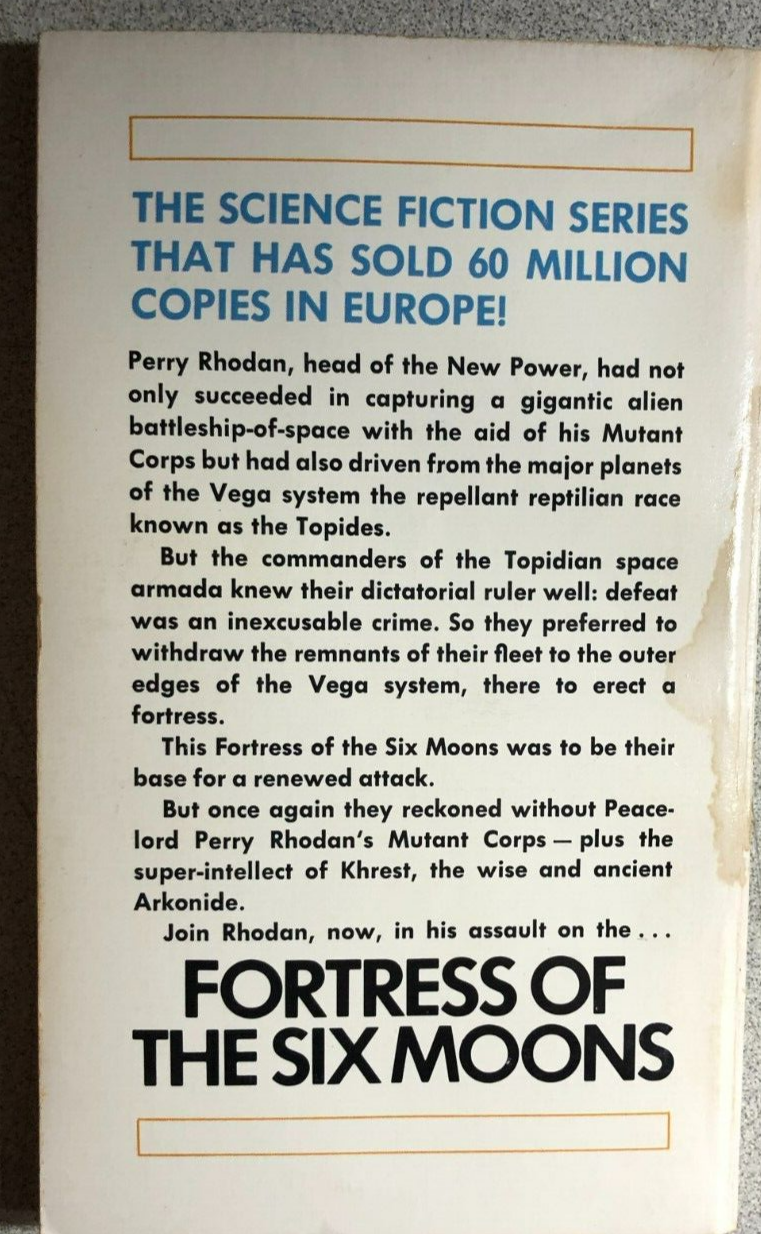 THE SCIENCE FICTION SERIES
THAT HAS SOLD 60 MILLION
COPIES IN EUROPE!
Perry Rhodan, head of the New Power, had not
only succeeded in capturing a gigantic alien
battleship-of-space with the aid of his Mutant
Corps but had also driven from the major planets
of the Vega system the repellant reptilian race
known as the Topides.
But the commanders of the Topidian space
armada knew their dictatorial ruler well: defeat
was an inexcusable crime. So they preferred to
withdraw the remnants of their fleet to the outer
edges of the Vega system, there to erect a
fortress.
This Fortress of the Six Moons was to be their
base for a renewed attack.
But once again they reckoned without Peace-
lord Perry Rhodan's Mutant Corps — plus the
super-intellect of Khrest, the wise and ancient
Arkonide.
Join Rhodan, now, in his assault on the . . .
FORTRESS OF
THE SIX MOONS